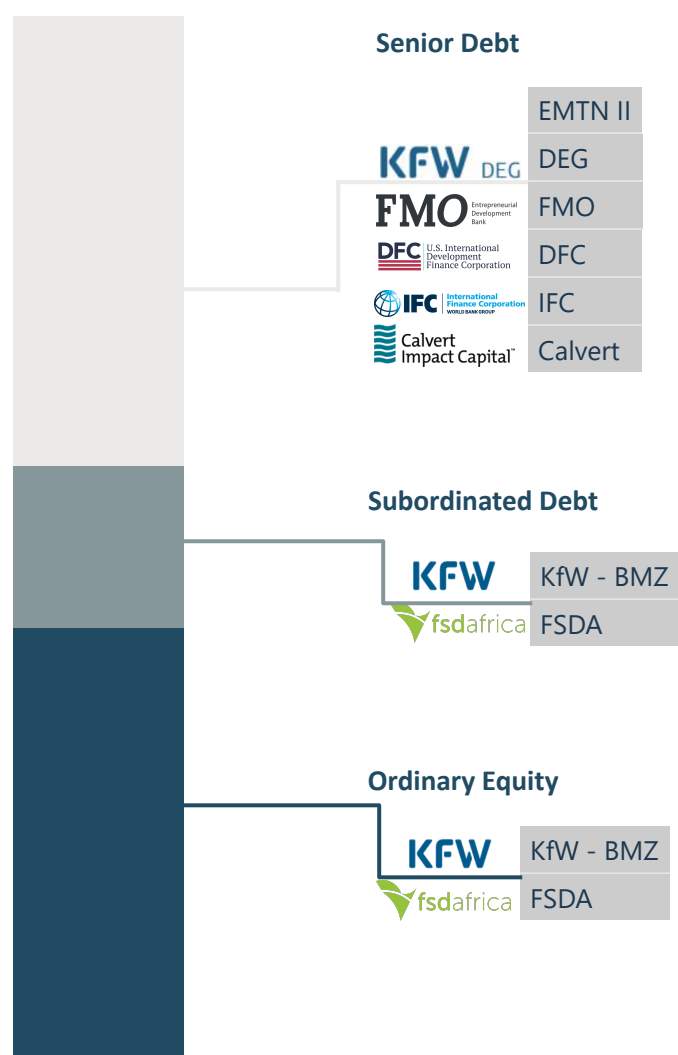 Senior Debt
EMTN II
KFW DEG
DEG
FMO Entrepreneurial
Development
Bank
FMO
DFC U.S. International
Development
Finance Corporation
DFC
IFC International
Finance Corporation
WORLD BANK GROUP
IFC
Calvert
Impact Capital™
Calvert
Subordinated Debt
KFW
KfW - BMZ
fsdafrica
FSDA
Ordinary Equity
KFW
KfW - BMZ
fsdafrica
FSDA